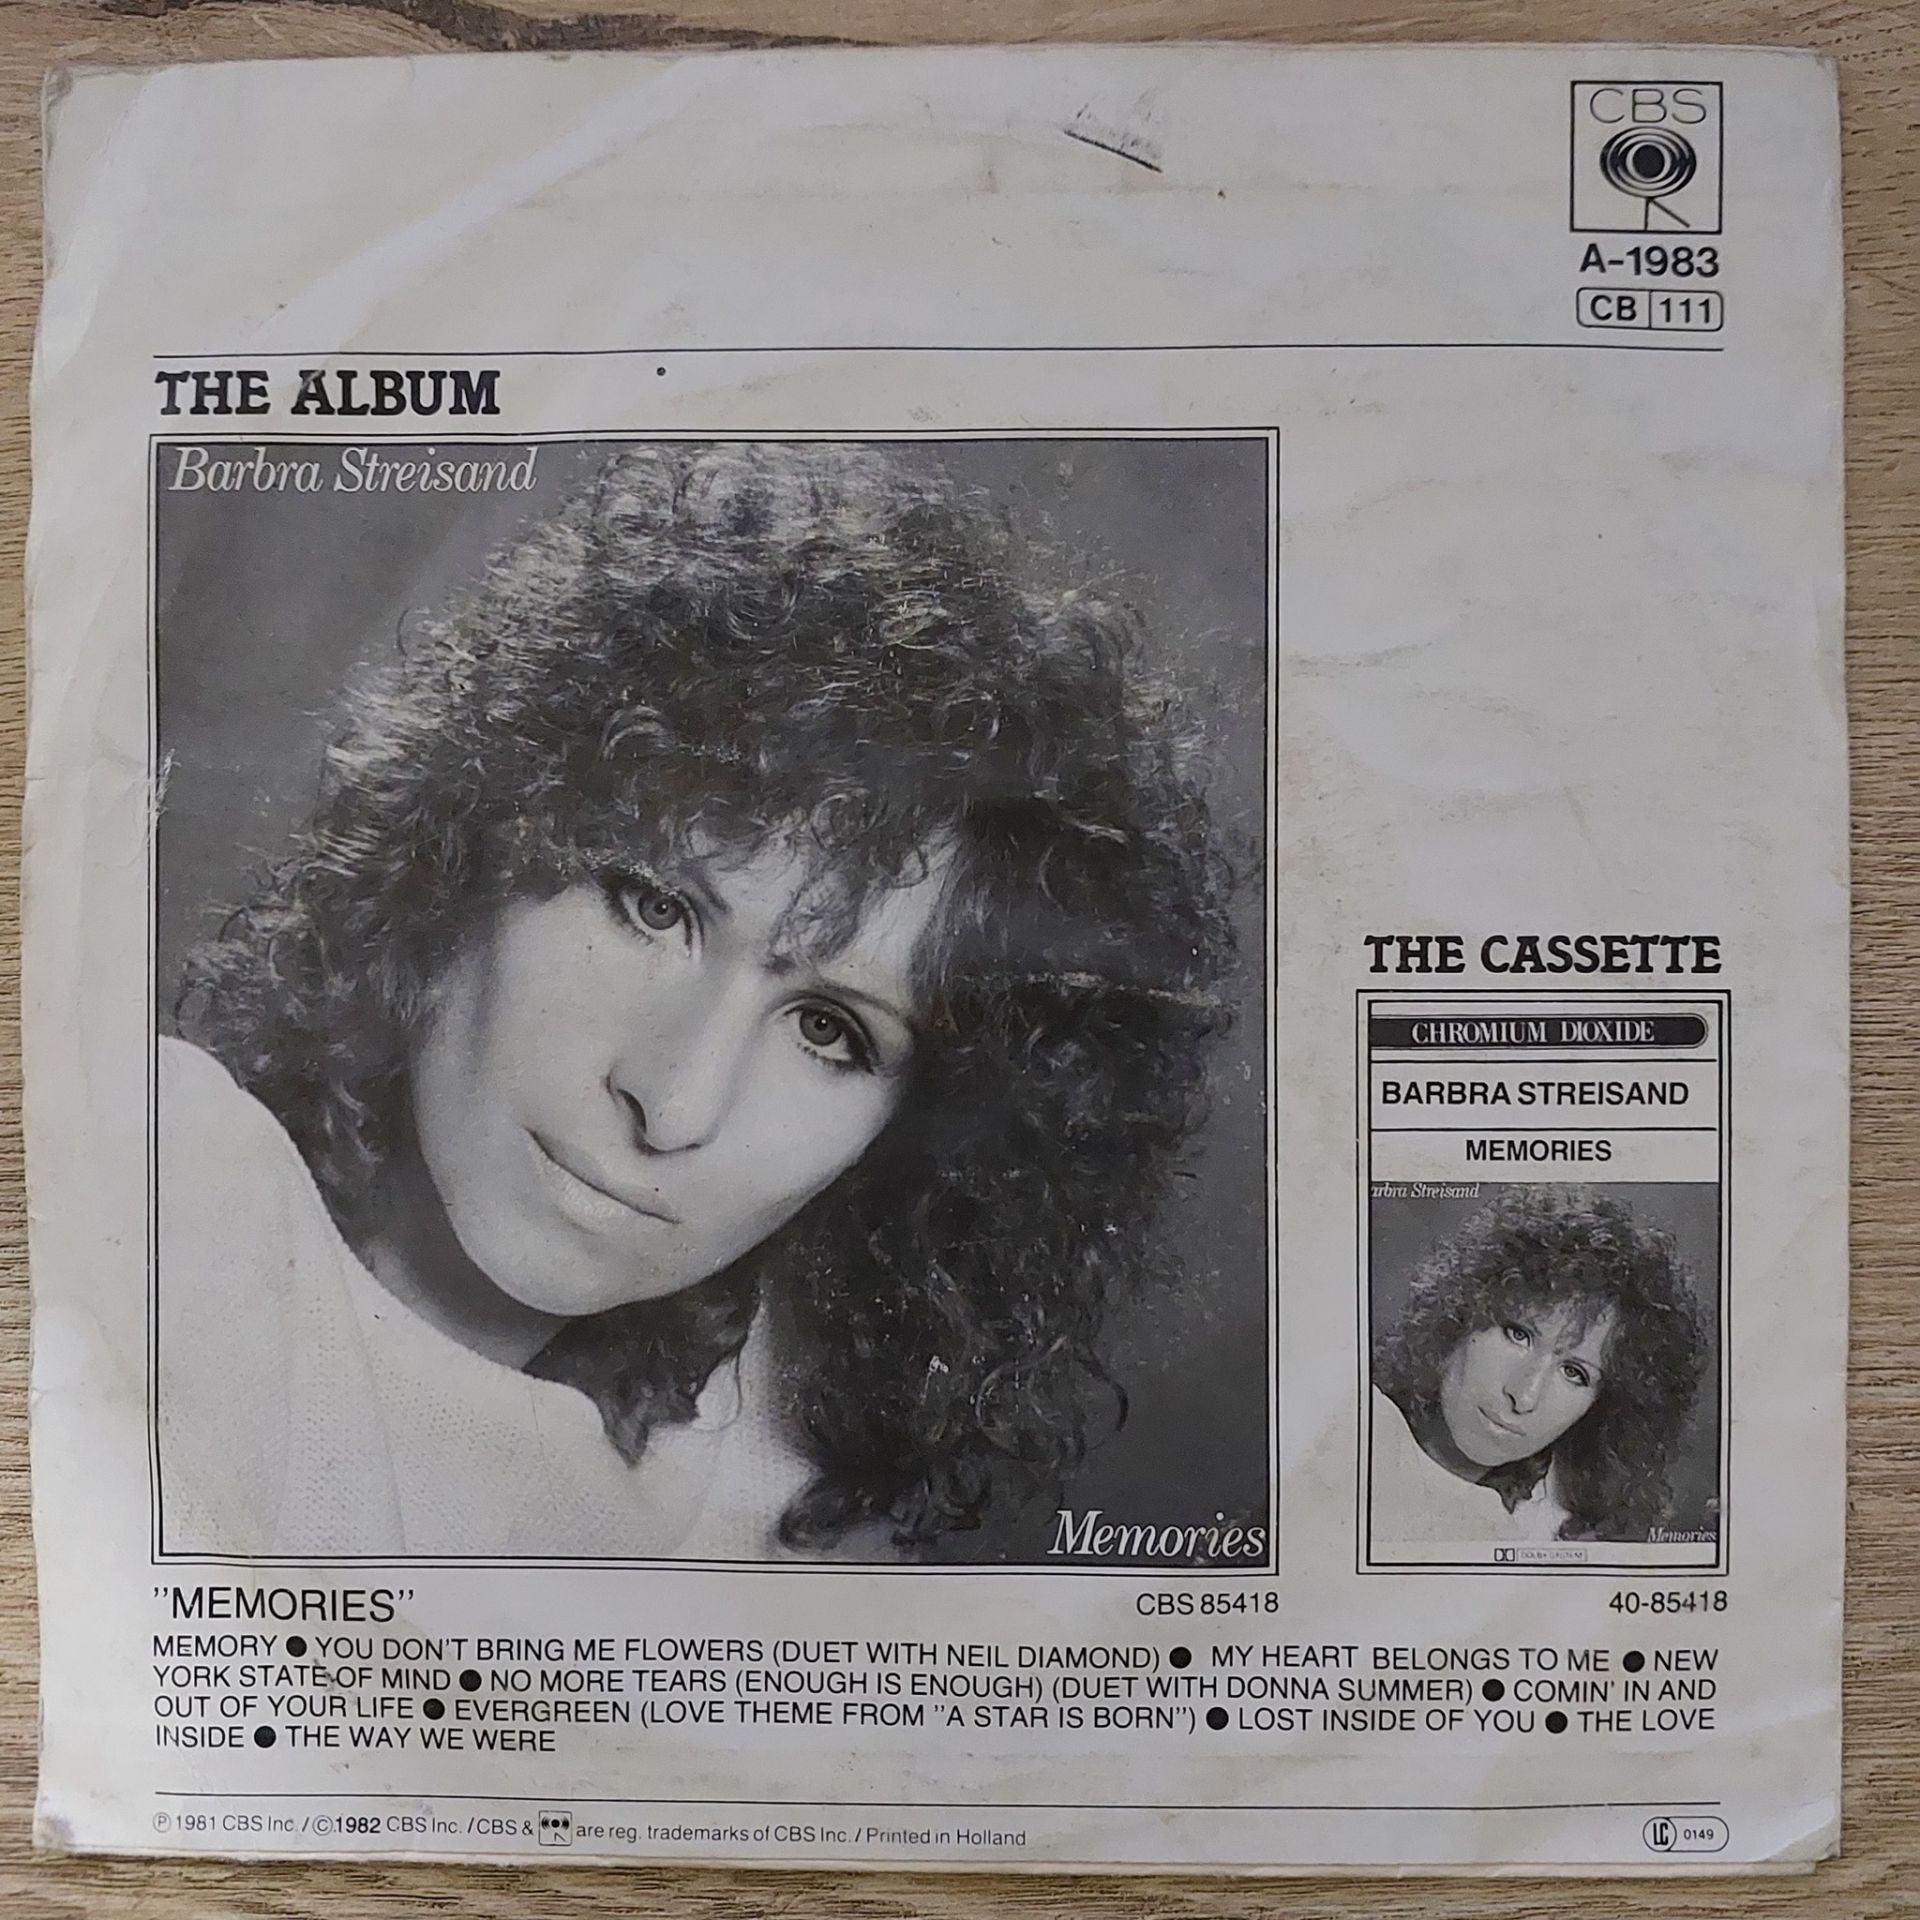 CBS
A-1983
CB 111
THE ALBUM
Barbra Streisand
Memories
THE CASSETTE
CHROMIUM DIOXIDE
BARBRA STREISAND
MEMORIES
arbra Streisand
Memories
DOLBY SYSTEM
"MEMORIES"
CBS 85418
40-85418
MEMORY ● YOU DON'T BRING ME FLOWERS (DUET WITH NEIL DIAMOND) ● MY HEART BELONGS TO ME ● NEW
YORK STATE OF MIND ● NO MORE TEARS (ENOUGH IS ENOUGH) (DUET WITH DONNA SUMMER) ● COMIN' IN AND
OUT OF YOUR LIFE ● EVERGREEN (LOVE THEME FROM "A STAR IS BORN") ● LOST INSIDE OF YOU ● THE LOVE
INSIDE ● THE WAY WE WERE
℗ 1981 CBS Inc. / © 1982 CBS Inc. / CBS & are reg. trademarks of CBS Inc. / Printed in Holland
LC 0149